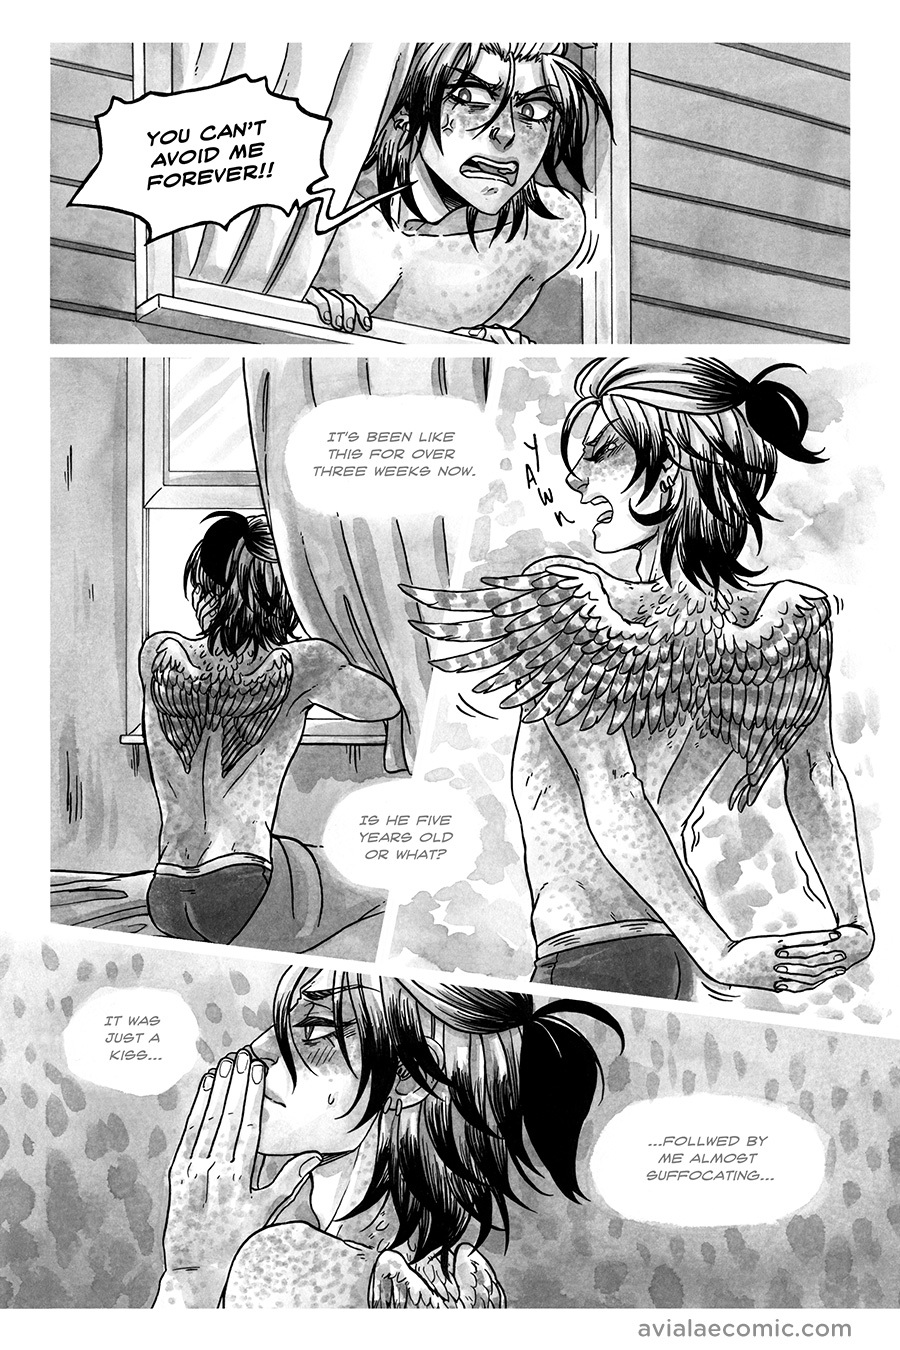 YOU CAN'T
AVOID ME
FOREVER!!
IT'S BEEN LIKE
THIS FOR OVER
THREE WEEKS NOW.
YAWN
IS HE FIVE
YEARS OLD
OR WHAT?
IT WAS
JUST A
KISS...
...FOLLWED BY
ME ALMOST
SUFFOCATING...
avialaecomic.com